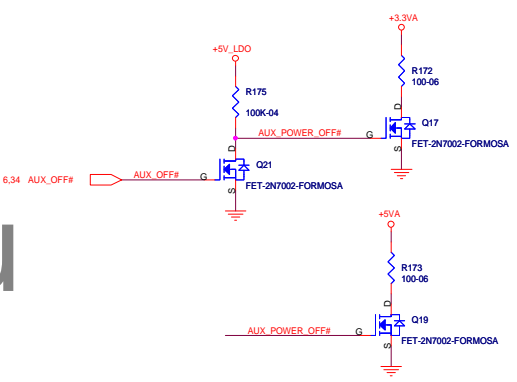 +3.3VA
+5V_LDO
R172
100-06
R175
100K-04
D
Q17
AUX_POWER_OFF#
G
FET-2N7002-FORMOSA
S
D
Q21
6,34 AUX_OFF#
AUX_OFF#
G
FET-2N7002-FORMOSA
S
+5VA
R173
100-06
D
Q19
AUX_POWER_OFF#
G
FET-2N7002-FORMOSA
S